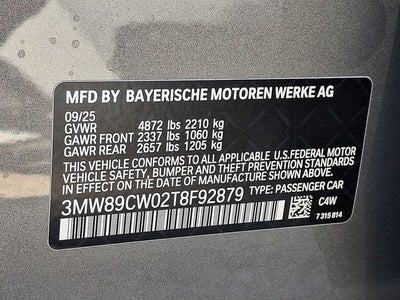 MFD BY BAYERISCHE MOTOREN WERKE AG
09/25
GVWR 4872 lbs 2210 kg
GAWR FRONT 2337 lbs 1060 kg
GAWR REAR 2657 lbs 1205 kg
THIS VEHICLE CONFORMS TO ALL APPLICABLE U.S.FEDERAL MOTOR
VEHICLE SAFETY, BUMPER, AND THEFT PREVENTION STANDARDS
IN EFFECT ON THE DATE OF MANUFACTURE SHOWN ABOVE.
3MW89CW02T8F92879 TYPE: PASSENGER CAR
C4W
7 315 814